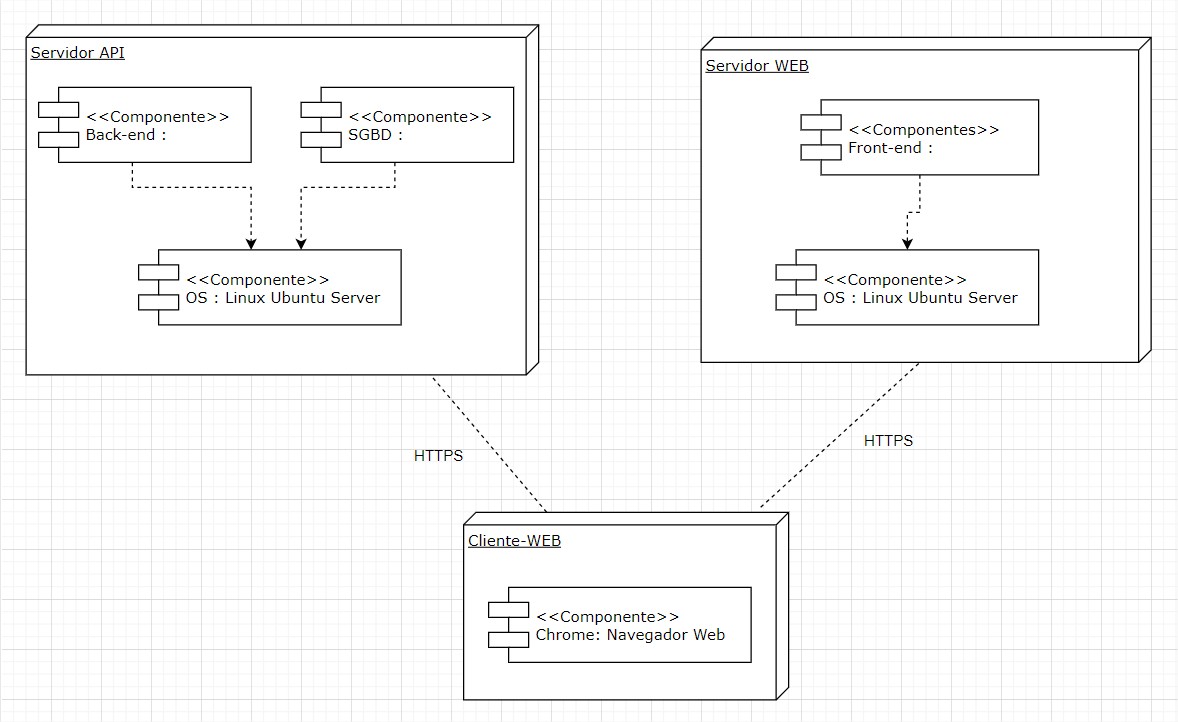 Servidor API
<<Componente>>
Back-end :
<<Componente>>
SGBD :
<<Componente>>
OS : Linux Ubuntu Server
Servidor WEB
<<Componentes>>
Front-end :
<<Componente>>
OS : Linux Ubuntu Server
HTTPS
HTTPS
Cliente-WEB
<<Componente>>
Chrome: Navegador Web